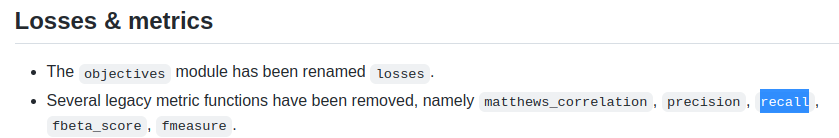 Losses & metrics
• The objectives module has been renamed losses.
• Several legacy metric functions have been removed, namely matthews_correlation, precision, recall,
fbeta_score, fmeasure.